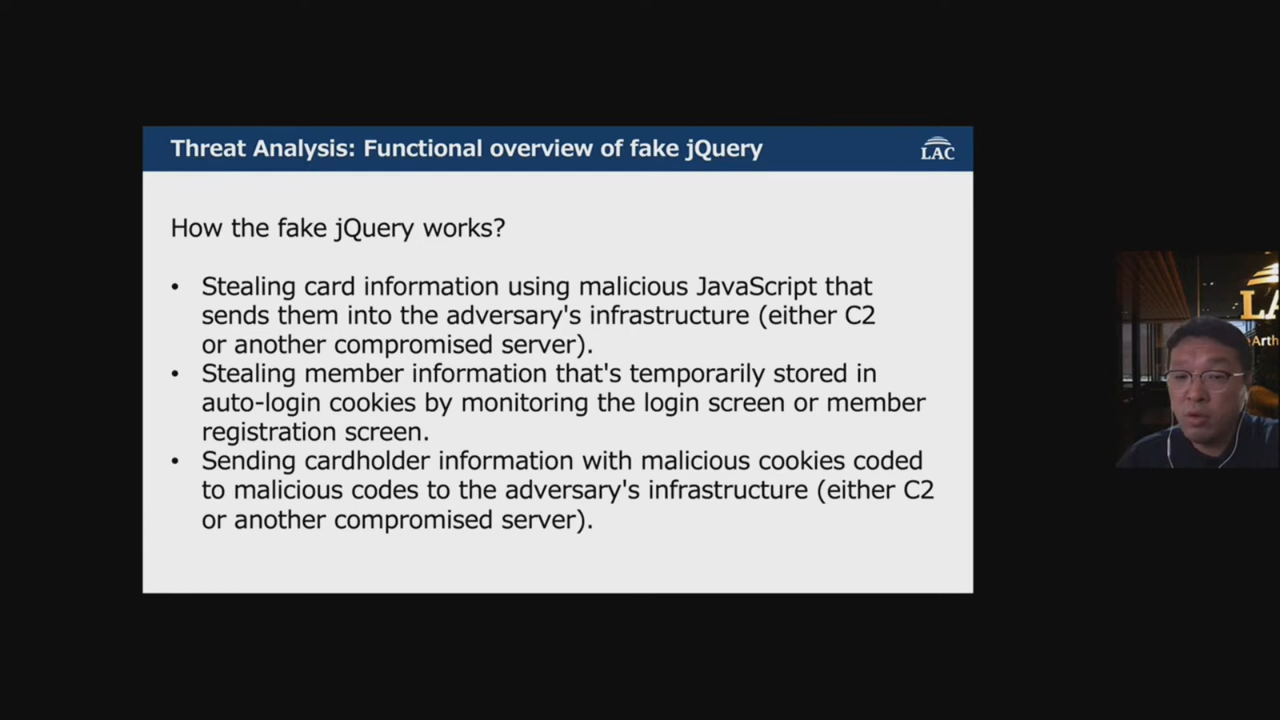 Threat Analysis: Functional overview of fake jQuery
LAC
How the fake jQuery works?
• Stealing card information using malicious JavaScript that
sends them into the adversary's infrastructure (either C2
or another compromised server).
• Stealing member information that's temporarily stored in
auto-login cookies by monitoring the login screen or member
registration screen.
• Sending cardholder information with malicious cookies coded
to malicious codes to the adversary's infrastructure (either C2
or another compromised server).
LA
Arth